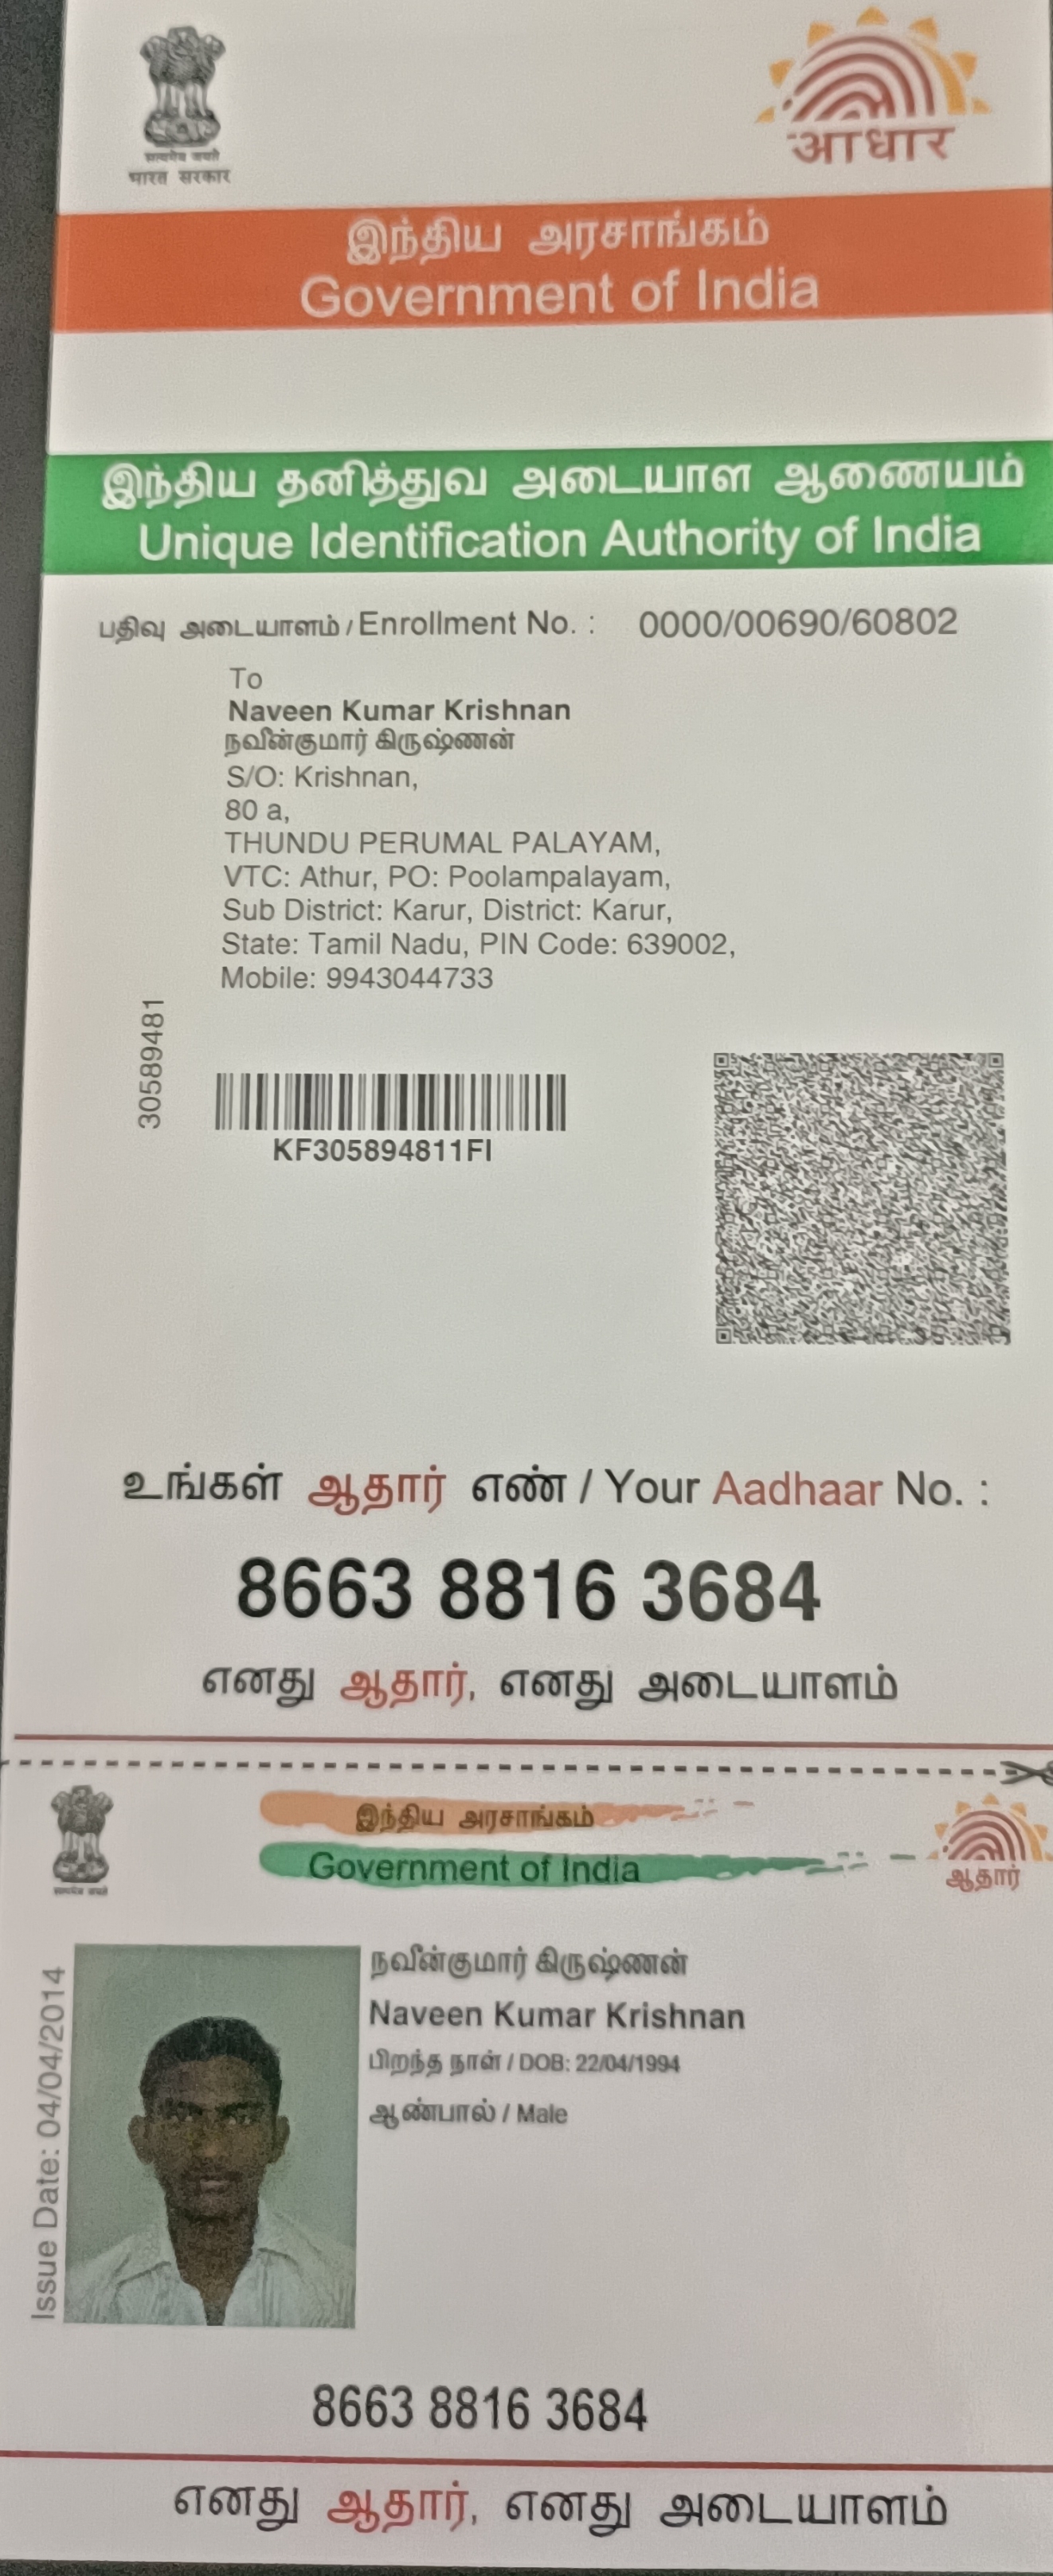 सत्यमेव जयते
भारत सरकार
आधार
இந்திய அரசாங்கம்
Government of India
இந்திய தனித்துவ அடையாள ஆணையம்
Unique Identification Authority of India
பதிவு அடையாளம் / Enrollment No. : 0000/00690/60802
To
Naveen Kumar Krishnan
நவீன்குமார் கிருஷ்ணன்
S/O: Krishnan,
80 a,
THUNDU PERUMAL PALAYAM,
VTC: Athur, PO: Poolampalayam,
Sub District: Karur, District: Karur,
State: Tamil Nadu, PIN Code: 639002,
Mobile: 9943044733
30589481
KF305894811FI
உங்கள் ஆதார் எண் / Your Aadhaar No. :
8663 8816 3684
எனது ஆதார், எனது அடையாளம்
सत्यमेव जयते
இந்திய அரசாங்கம்
Government of India
ஆதார்
Issue Date: 04/04/2014
நவீன்குமார் கிருஷ்ணன்
Naveen Kumar Krishnan
பிறந்த நாள் / DOB: 22/04/1994
ஆண்பால் / Male
8663 8816 3684
எனது ஆதார், எனது அடையாளம்